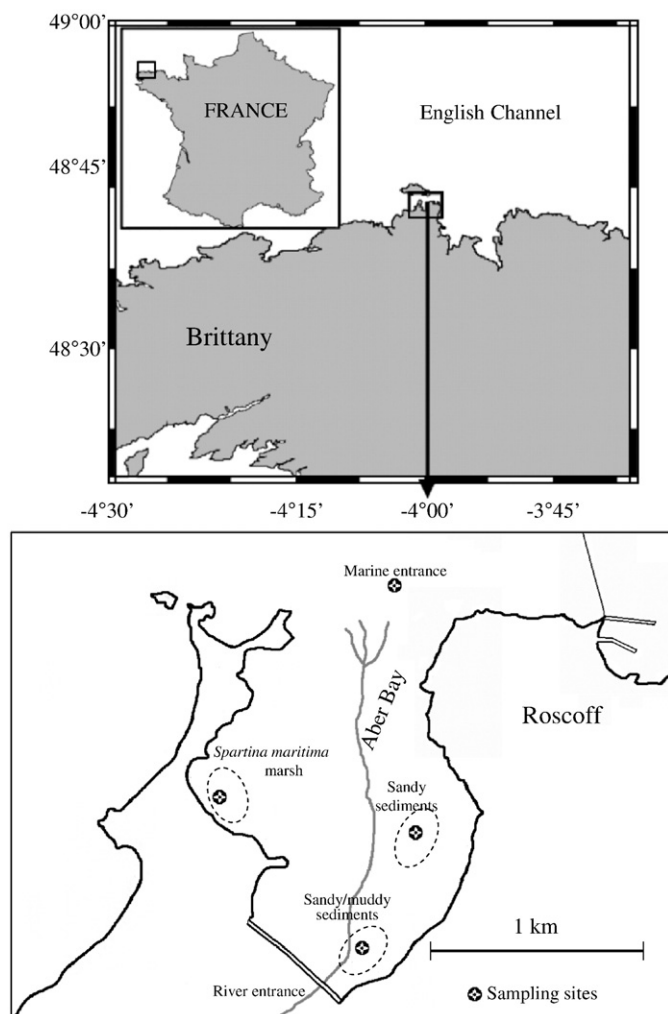 49°00'
FRANCE
English Channel
48°45'
Brittany
48°30'
-4°30'
-4°15'
-4°00'
-3°45'
Marine entrance
Aber Bay
Roscoff
Spartina maritima
marsh
Sandy
sediments
Sandy/muddy
sediments
1 km
River entrance
Sampling sites